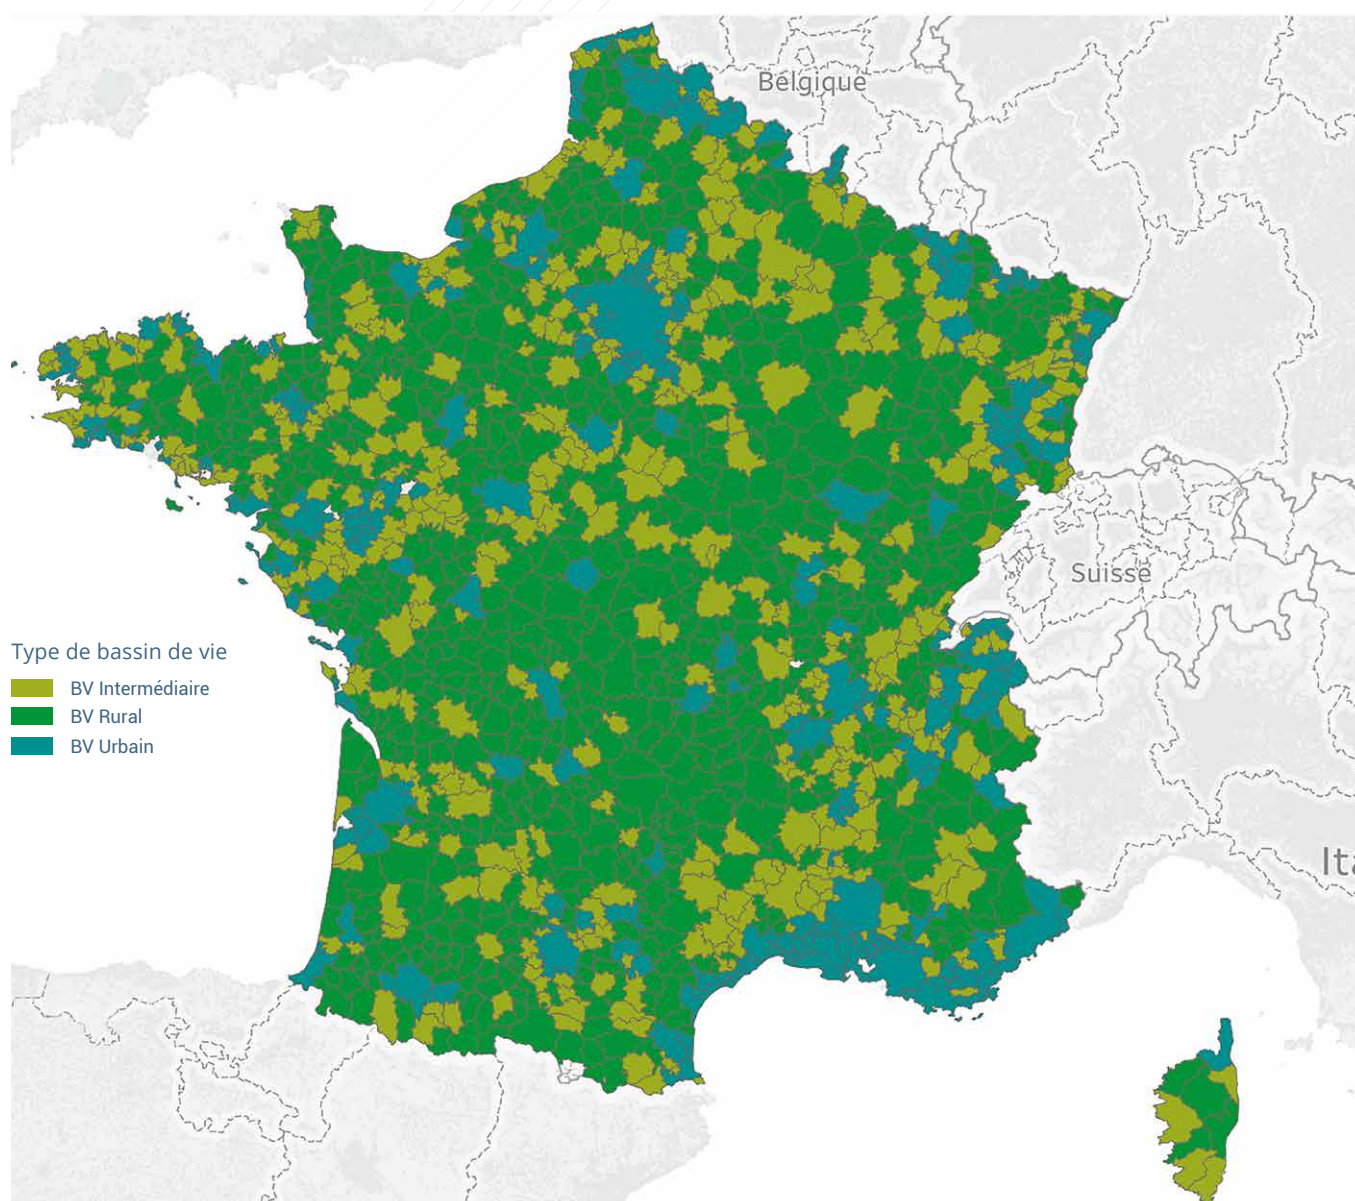 Belgique
Suisse
Type de bassin de vie
BV Intermédiaire
BV Rural
BV Urbain
Ita